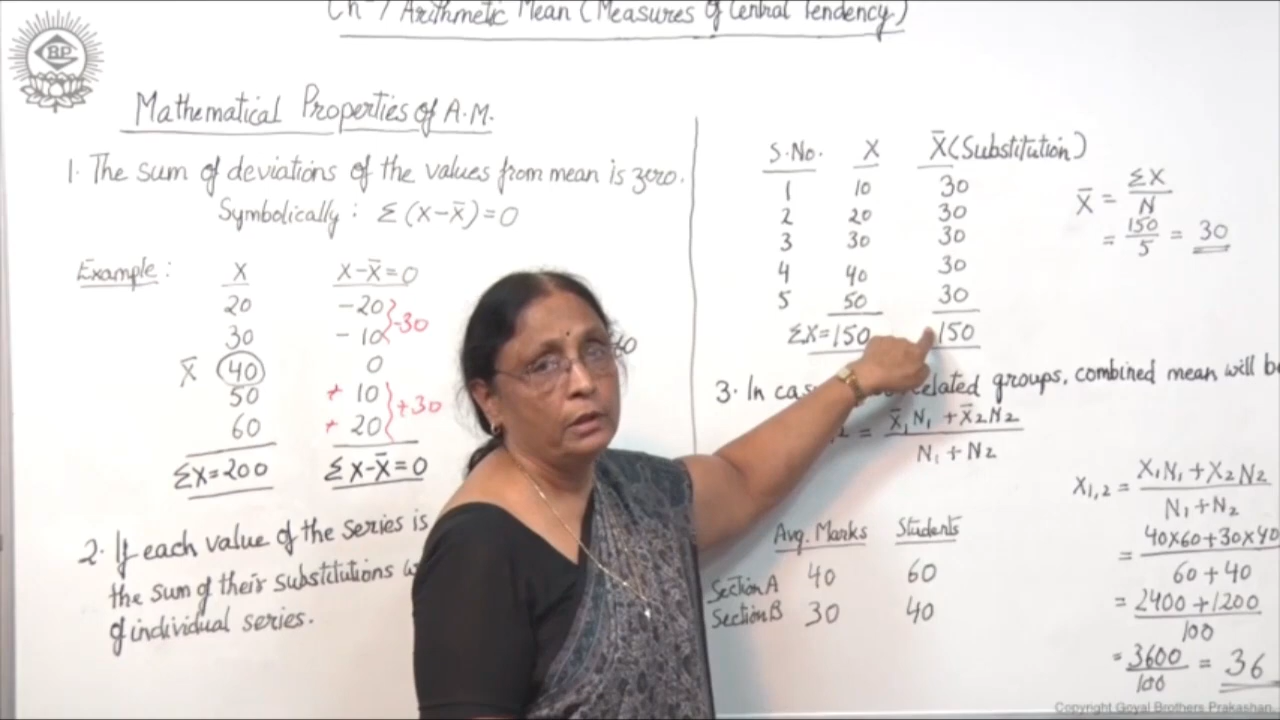 Ch-7 Arithmetic Mean (Measures of Central Tendency)
GBP
Mathematical Properties of A.M.
1. The sum of deviations of the values from mean is zero.
Symbolically : Σ (X-X̄) = 0
Example : X X-X̄=0
20 -20
30 -10 -30
X̄ 40 0
50 + 10
60 + 20 +30
ΣX=200 ΣX-X̄=0
2. If each value of the series is
the sum of their substitutions
of individual series.
S.No. X X̄ (Substitution)
1 10 30
2 20 30
3 30 30
4 40 30
5 50 30
ΣX=150 150
X̄ = ΣX/N
= 150/5 = 30
3. In related groups, combined mean will be
= X̄1N1 + X̄2N2 / N1+N2
Avg. Marks Students
Section A 40 60
Section B 30 40
X1,2 = X1N1+X2N2 / N1+N2
= 40x60+30x40 / 60+40
= 2400+1200 / 100
= 3600/100 = 36
Copyright Goyal Brothers Prakashan.